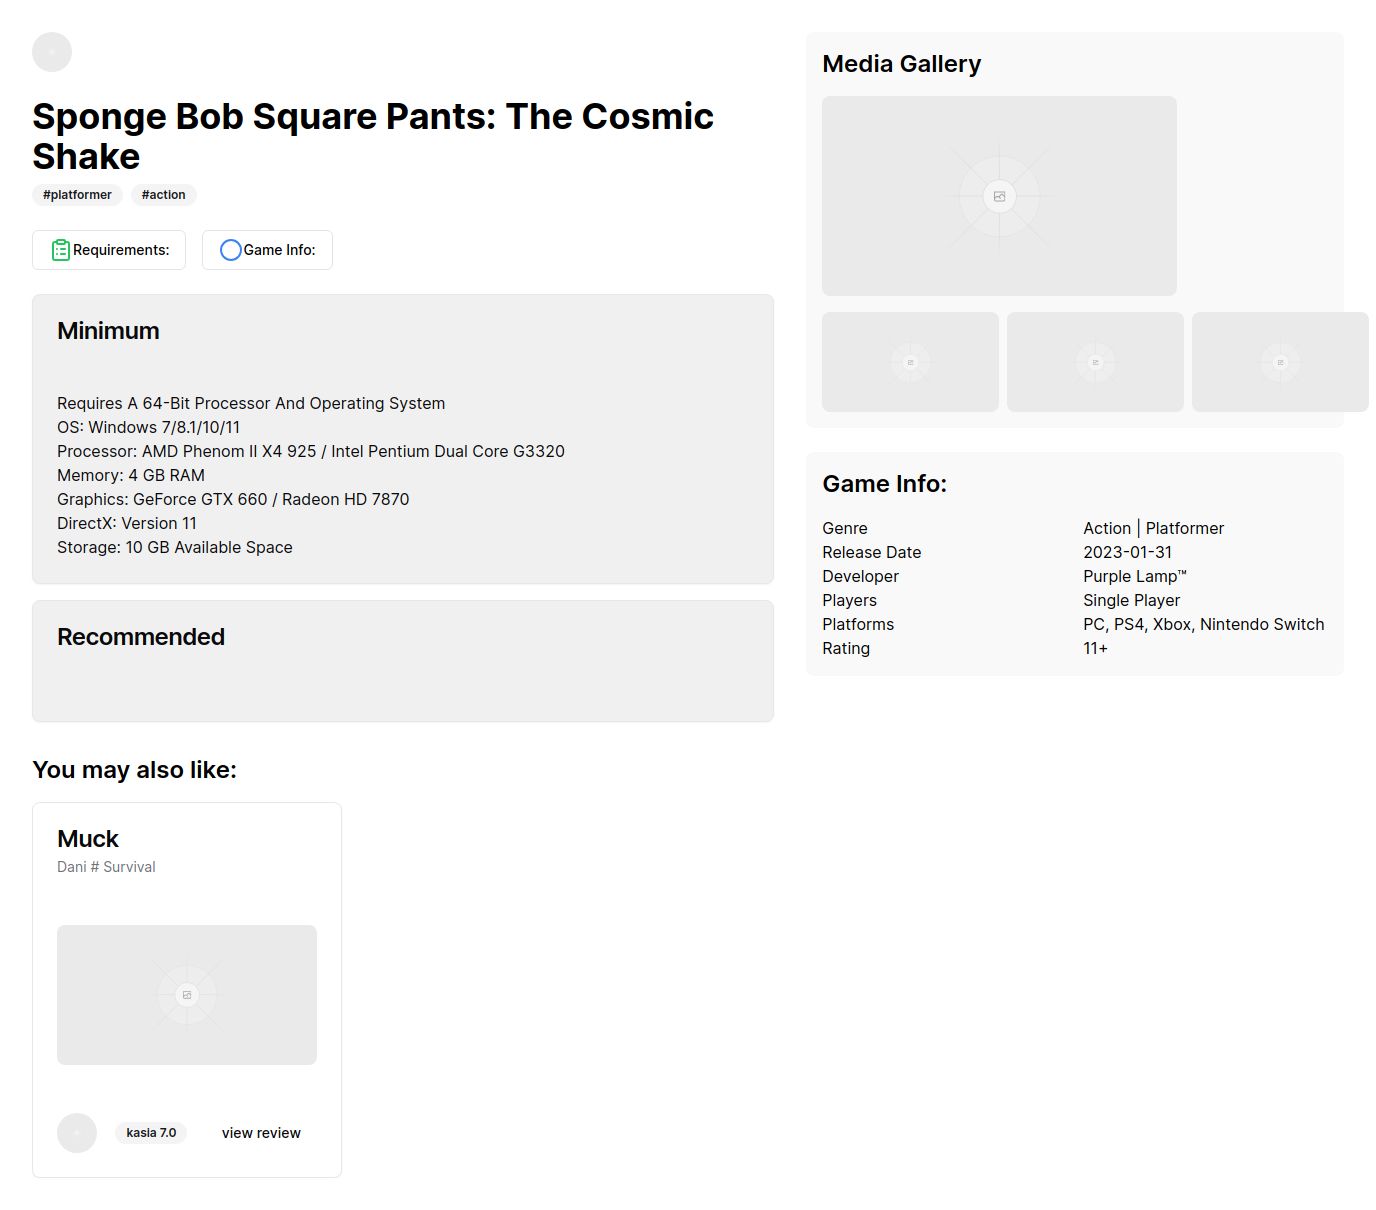 Sponge Bob Square Pants: The Cosmic
Shake
#platformer #action
Requirements: Game Info:
Minimum
Requires A 64-Bit Processor And Operating System
OS: Windows 7/8.1/10/11
Processor: AMD Phenom II X4 925 / Intel Pentium Dual Core G3320
Memory: 4 GB RAM
Graphics: GeForce GTX 660 / Radeon HD 7870
DirectX: Version 11
Storage: 10 GB Available Space
Recommended
You may also like:
Muck
Dani # Survival
kasia 7.0 view review
Media Gallery
Game Info:
Genre Action | Platformer
Release Date 2023-01-31
Developer Purple Lamp™
Players Single Player
Platforms PC, PS4, Xbox, Nintendo Switch
Rating 11+